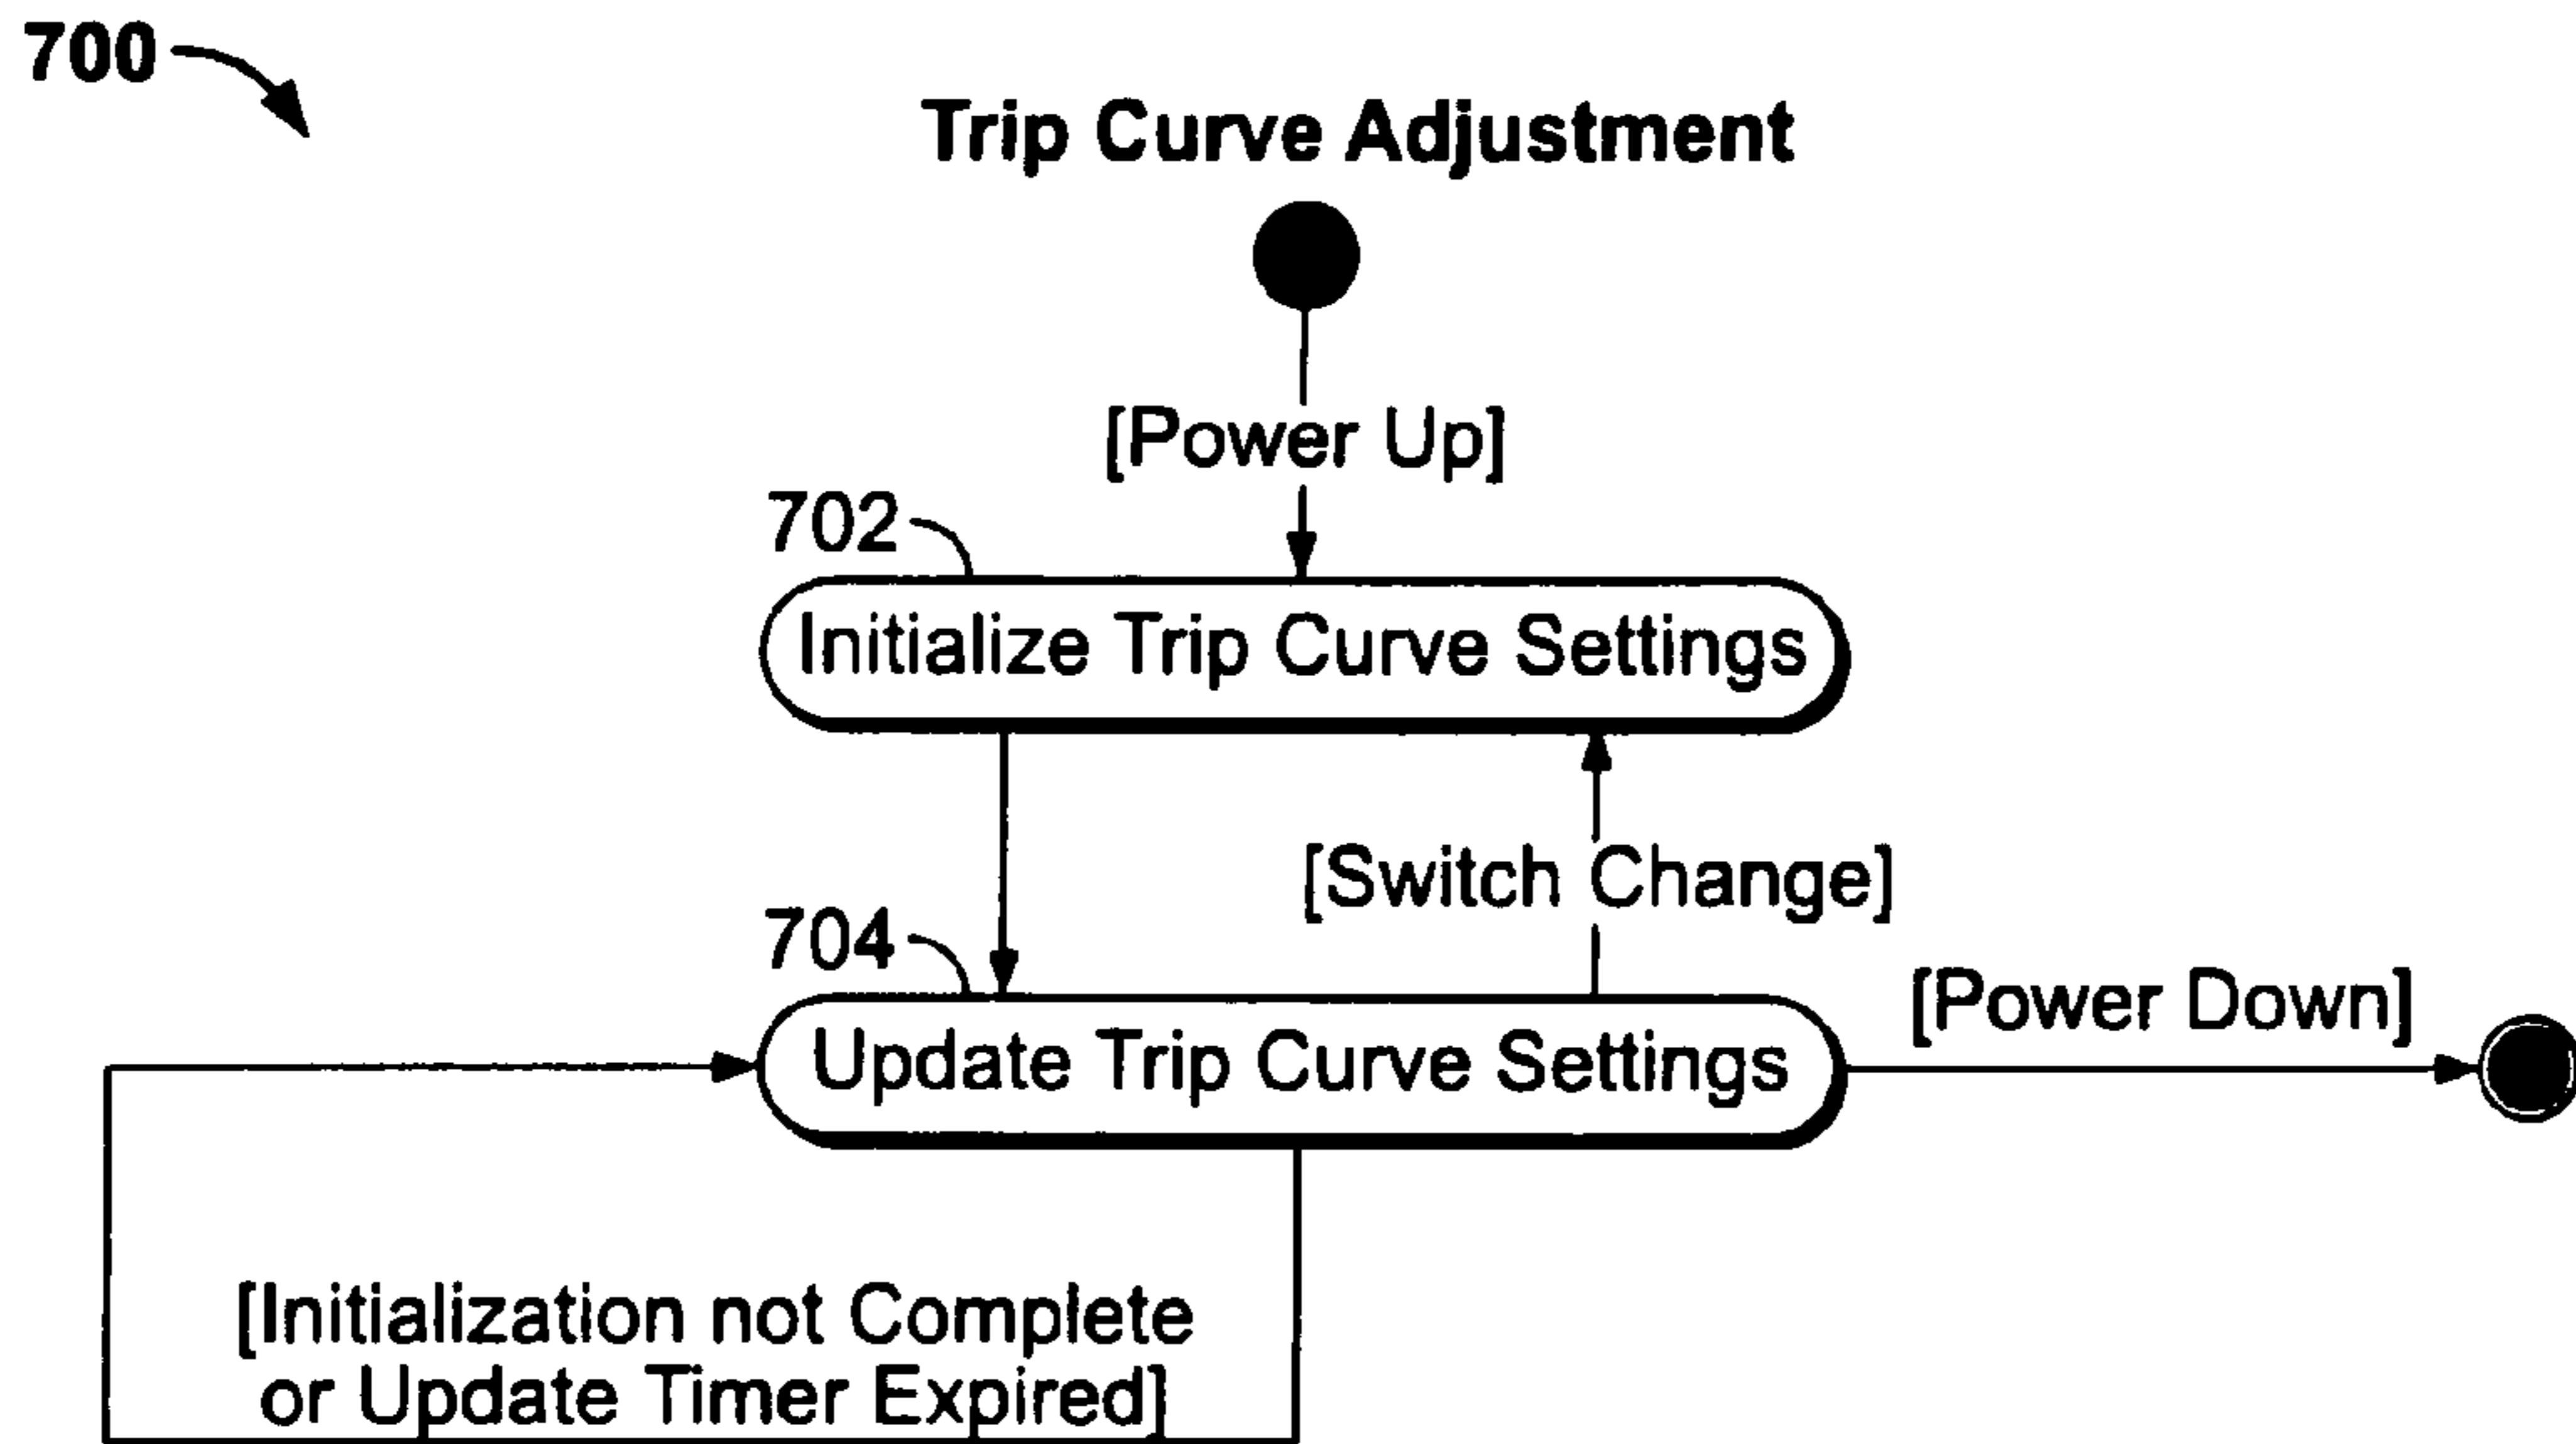 700
Trip Curve Adjustment
[Power Up]
702
Initialize Trip Curve Settings
[Switch Change]
704
[Power Down]
Update Trip Curve Settings
[Initialization not Complete
or Update Timer Expired]